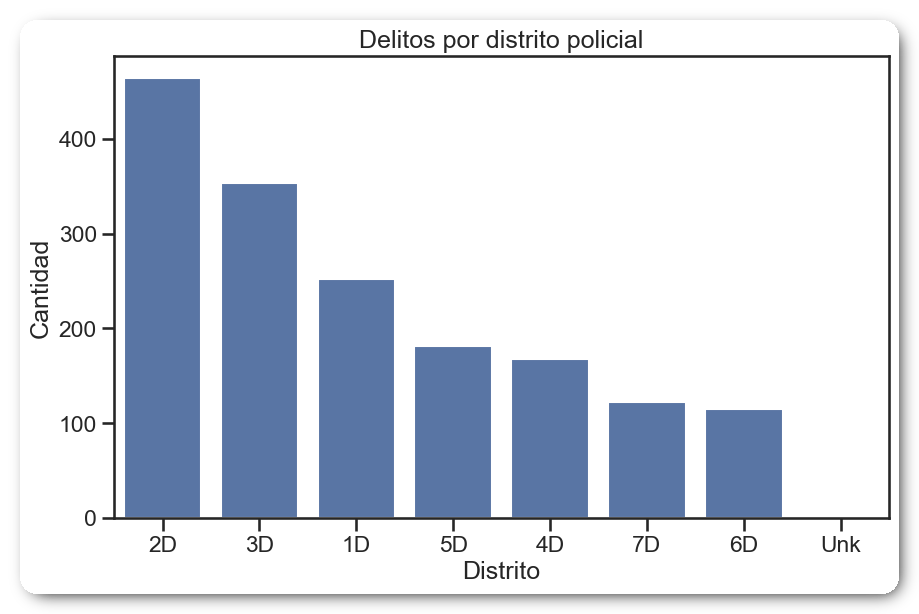 Delitos por distrito policial
Cantidad
400
300
200
100
0
2D 3D 1D 5D 4D 7D 6D Unk
Distrito